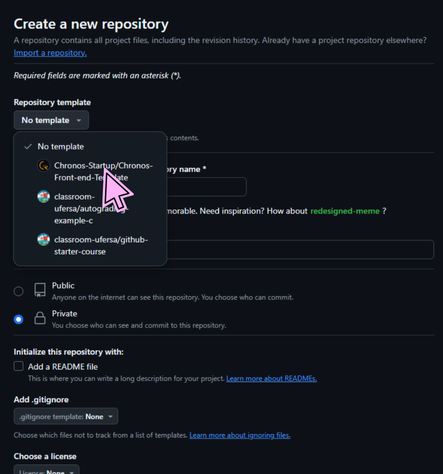 Create a new repository
A repository contains all project files, including the revision history. Already have a project repository elsewhere?
Import a repository.
Required fields are marked with an asterisk (*).
Repository template
No template
contents.
No template
Chronos-Startup/Chronos-
Front-end-Template
ory name *
classroom-
ufersa/autograding-
example-c
morable. Need inspiration? How about redesigned-meme ?
classroom-ufersa/github-
starter-course
Public
Anyone on the internet can see this repository. You choose who can commit.
Private
You choose who can see and commit to this repository.
Initialize this repository with:
Add a README file
This is where you can write a long description for your project. Learn more about READMEs.
Add .gitignore
.gitignore template: None
Choose which files not to track from a list of templates. Learn more about ignoring files.
Choose a license
License: None